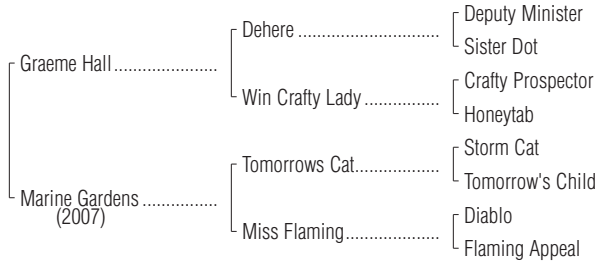 Deputy Minister
Dehere
Sister Dot
Graeme Hall
Crafty Prospector
Win Crafty Lady
Honeytab
Storm Cat
Tomorrows Cat
Tomorrow's Child
Marine Gardens
(2007)
Diablo
Miss Flaming
Flaming Appeal